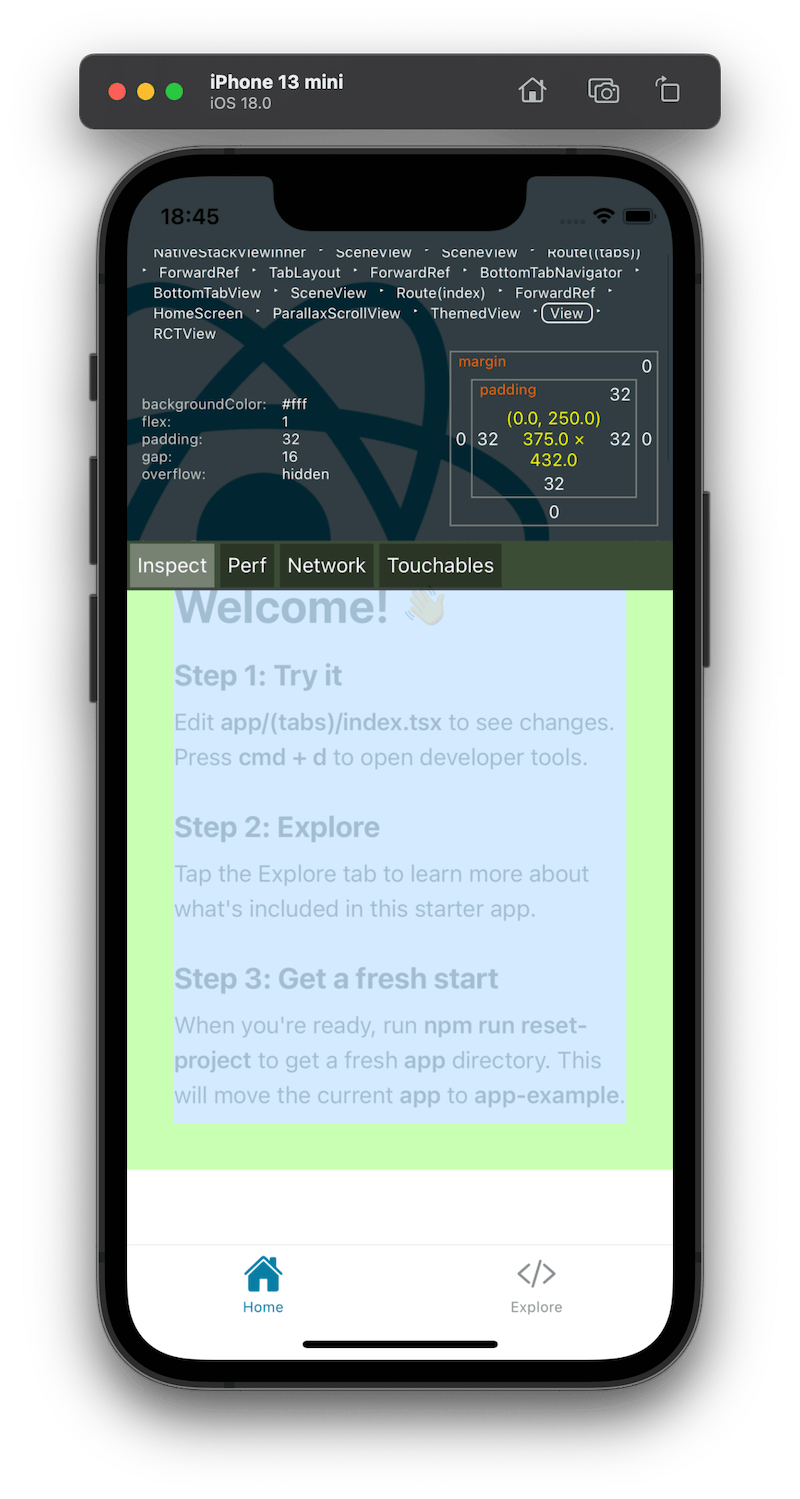 iPhone 13 mini
iOS 18.0
18:45
NativeStackViewInner ‣ SceneView ‣ SceneView ‣ Route((tabs))
‣ ForwardRef ‣ TabLayout ‣ ForwardRef ‣ BottomTabNavigator ‣
BottomTabView ‣ SceneView ‣ Route(index) ‣ ForwardRef ‣
HomeScreen ‣ ParallaxScrollView ‣ ThemedView ‣ View ‣
RCTView
backgroundColor: #fff
flex: 1
padding: 32
gap: 16
overflow: hidden
margin 0
padding 32
(0.0, 250.0)
0 32 375.0 × 32 0
432.0
32
0
Inspect Perf Network Touchables
Welcome! 👋
Step 1: Try it
Edit app/(tabs)/index.tsx to see changes.
Press cmd + d to open developer tools.
Step 2: Explore
Tap the Explore tab to learn more about
what's included in this starter app.
Step 3: Get a fresh start
When you're ready, run npm run reset-
project to get a fresh app directory. This
will move the current app to app-example.
Home Explore